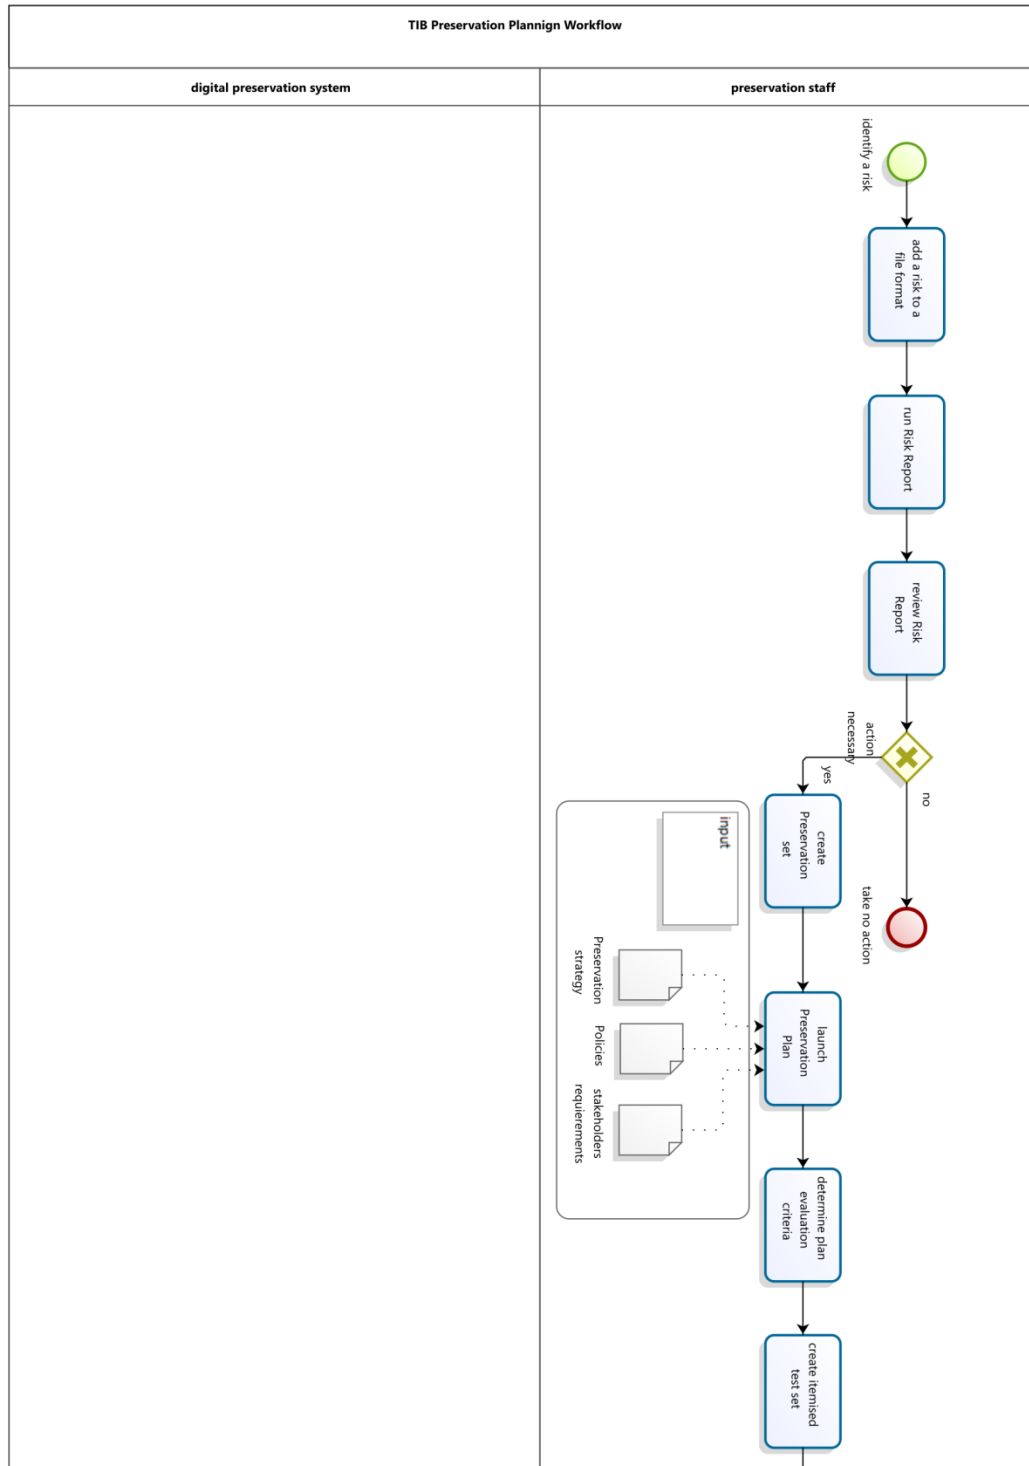 TIB Preservation Plannign Workflow
digital preservation system
preservation staff
identify a risk
add a risk to a
file format
run Risk Report
review Risk
Report
action
necessary
yes
no
take no action
create
Preservation
set
input
launch
Preservation
Plan
Preservation
strategy
Policies
stakeholders
requierements
determine plan
evaluation
criteria
create itemised
test set